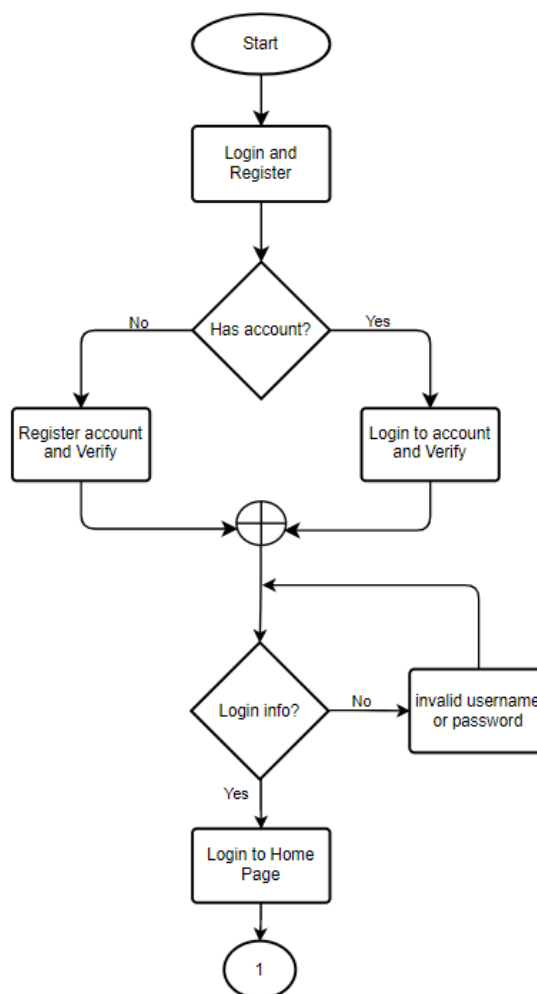 Start
Login and
Register
Has account?
No
Yes
Register account
and Verify
Login to account
and Verify
Login info?
No
invalid username
or password
Yes
Login to Home
Page
1